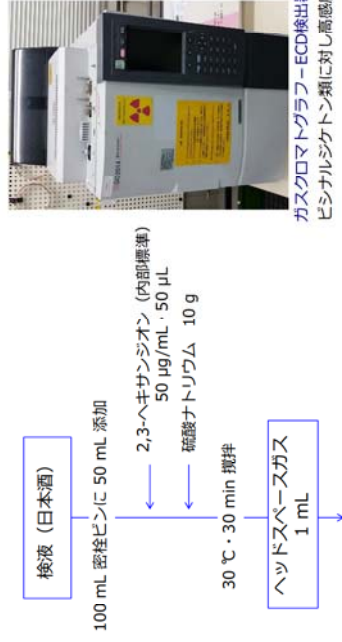 検液（日本酒）
100 mL 密栓ビンに 50 mL 添加
2,3-ヘキサンジオン（内部標準）
50 μg/mL・50 μL
硫酸ナトリウム　10 g
30 ℃・30 min 撹拌
ヘッドスペースガス
1 mL
ガスクロマトグラフ－ECD検出器
ビシナルジケトン類に対し高感